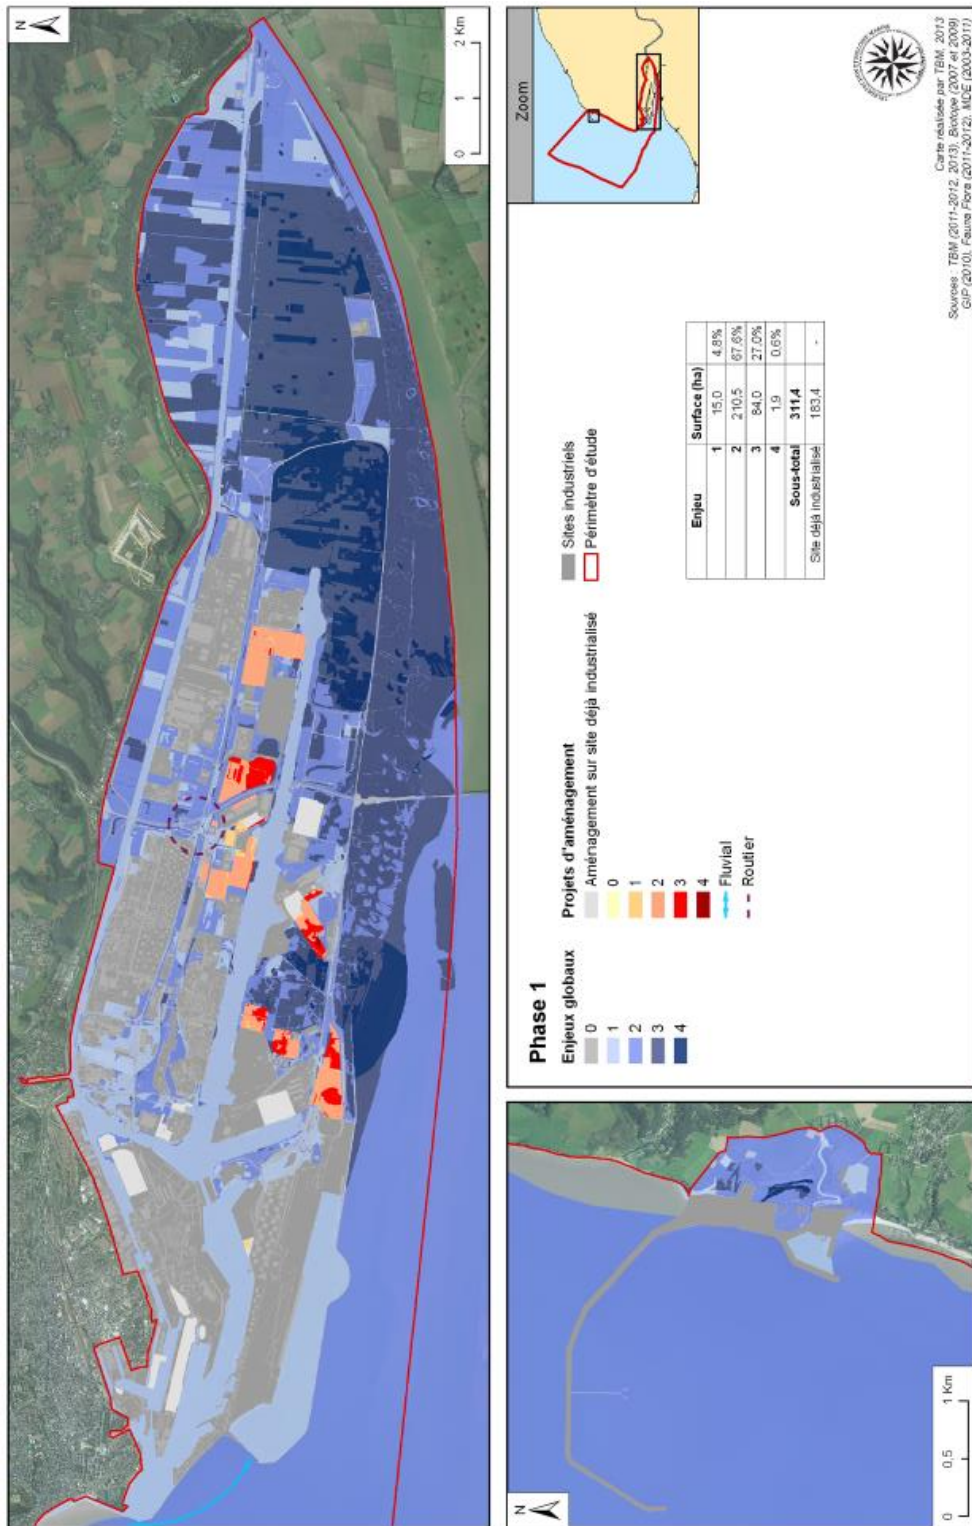 N
0 1 2 Km
N
0 0,5 1 Km
Phase 1
Enjeux globaux
0
1
2
3
4
Projets d'aménagement
Aménagement sur site déjà industrialisé
0
1
2
3
4
Fluvial
Routier
Sites industriels
Périmètre d'étude
Enjeu Surface (ha)
1 15,0 4,8%
2 210,5 67,6%
3 84,0 27,0%
4 1,9 0,6%
Sous-total 311,4
Site déjà industrialisé 183,4 -
Zoom
Carte réalisée par TBM, 2013
Sources : TBM (2011-2012, 2013), Biotope (2007 et 2009)
GIP (2010), Faune Flore (2011-2012), MDE (2003-2011)